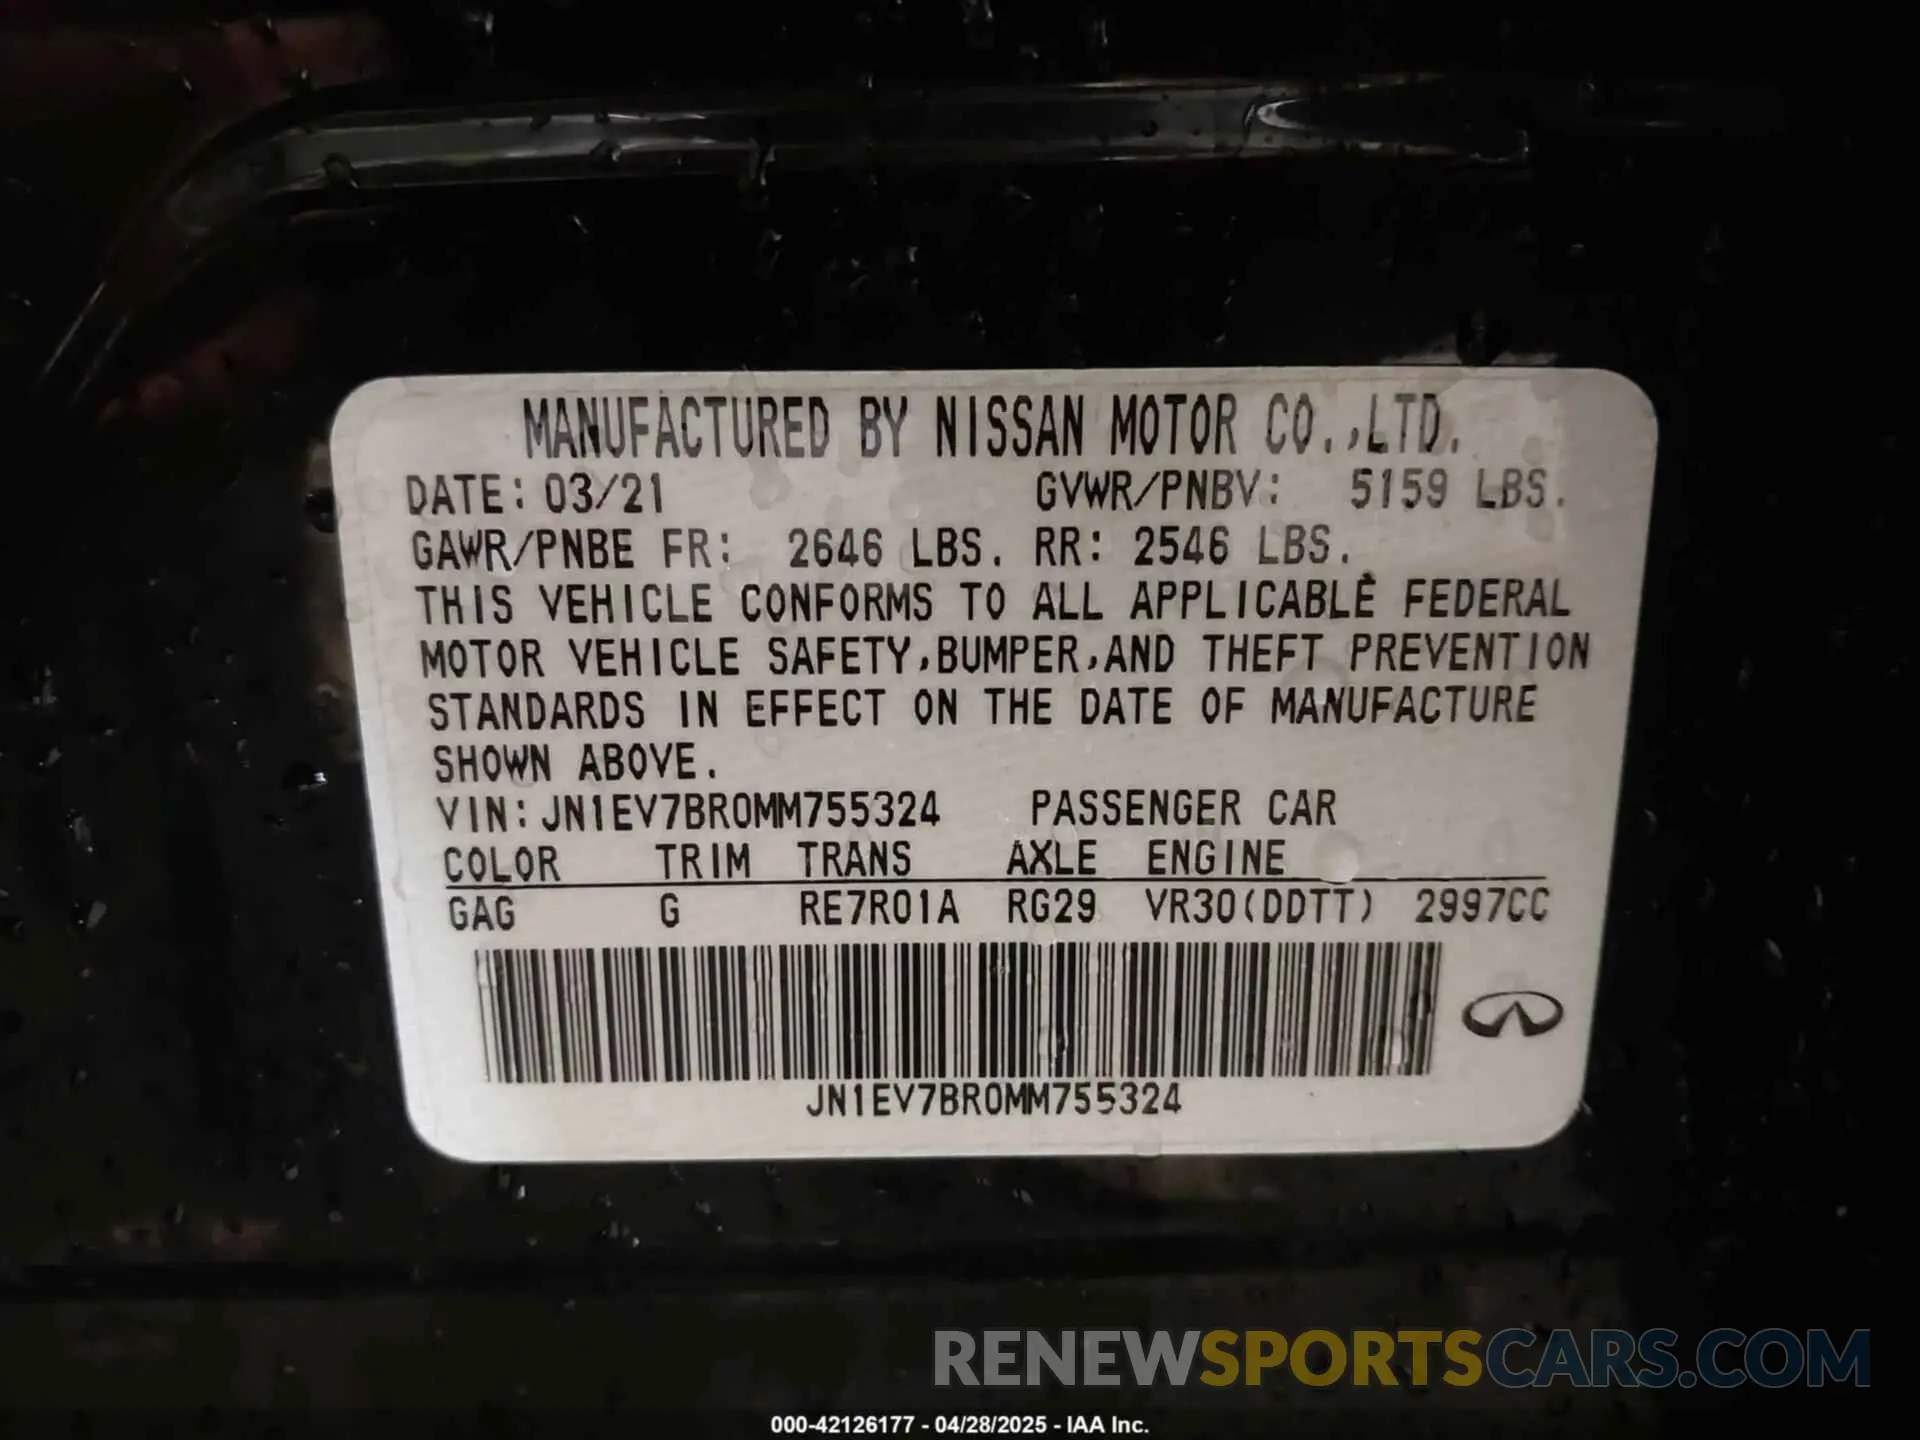 MANUFACTURED BY NISSAN MOTOR CO.,LTD.
DATE: 03/21 GVWR/PNBV: 5159 LBS.
GAWR/PNBE FR: 2646 LBS. RR: 2546 LBS.
THIS VEHICLE CONFORMS TO ALL APPLICABLE FEDERAL
MOTOR VEHICLE SAFETY,BUMPER,AND THEFT PREVENTION
STANDARDS IN EFFECT ON THE DATE OF MANUFACTURE
SHOWN ABOVE.
VIN:JN1EV7BR0MM755324 PASSENGER CAR
COLOR TRIM TRANS AXLE ENGINE
GAG G RE7R01A RG29 VR30(DDTT) 2997CC
JN1EV7BR0MM755324
RENEWSPORTSCARS.COM
000-42126177 - 04/28/2025 - IAA Inc.